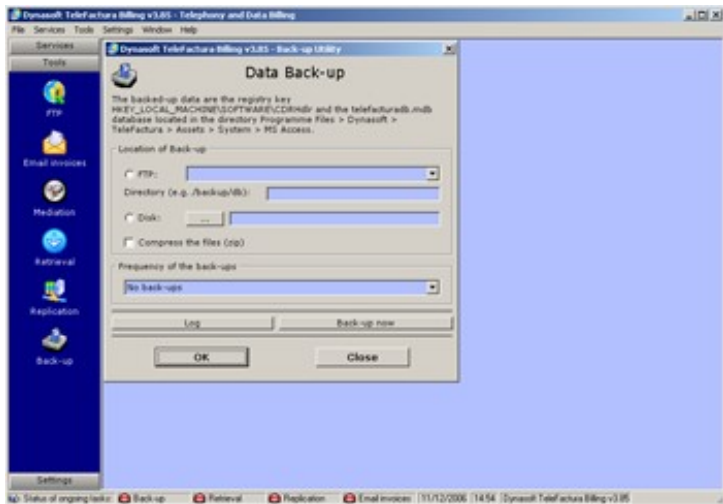 Dynasoft TeleFactura Billing v3.85 - Telephony and Data Billing
File Services Tools Settings Window Help
Services
Tools
FTP
Email invoices
Mediation
Retrieval
Replication
Back-up
Settings
Dynasoft TeleFactura Billing v3.85 - Back-up Utility
Data Back-up
The backed-up data are the registry key
HKEY_LOCAL_MACHINE\SOFTWARE\CDRHdlr and the telefacturadb.mdb
database located in the directory Programme Files > Dynasoft >
TeleFactura > Assets > System > MS Access.
Location of Back-up
FTP:
Directory (e.g. /backup/db):
Disk: ...
Compress the files (zip)
Frequency of the back-ups
No back-ups
Log Back-up now
OK Close
Status of ongoing tasks: Back-up Retrieval Replication Email invoices 11/12/2006 14:54 Dynasoft TeleFactura Billing v3.85